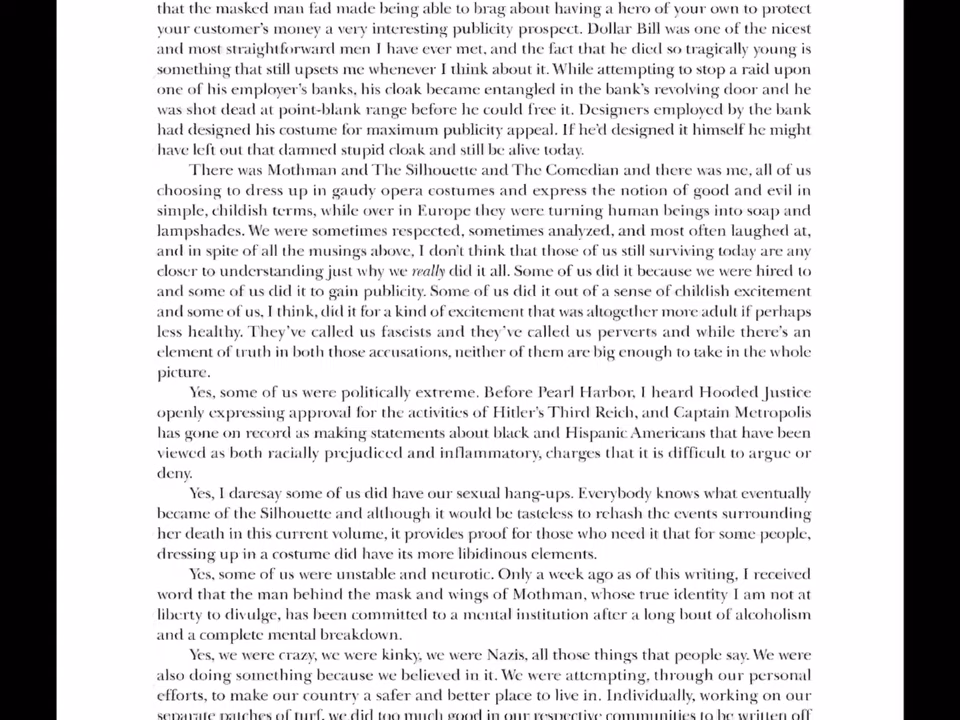 that the masked man fad made being able to brag about having a hero of your own to protect
your customer's money a very interesting publicity prospect. Dollar Bill was one of the nicest
and most straightforward men I have ever met, and the fact that he died so tragically young is
something that still upsets me whenever I think about it. While attempting to stop a raid upon
one of his employer's banks, his cloak became entangled in the bank's revolving door and he
was shot dead at point-blank range before he could free it. Designers employed by the bank
had designed his costume for maximum publicity appeal. If he'd designed it himself he might
have left out that damned stupid cloak and still be alive today.
There was Mothman and The Silhouette and The Comedian and there was me, all of us
choosing to dress up in gaudy opera costumes and express the notion of good and evil in
simple, childish terms, while over in Europe they were turning human beings into soap and
lampshades. We were sometimes respected, sometimes analyzed, and most often laughed at,
and in spite of all the musings above, I don't think that those of us still surviving today are any
closer to understanding just why we really did it all. Some of us did it because we were hired to
and some of us did it to gain publicity. Some of us did it out of a sense of childish excitement
and some of us, I think, did it for a kind of excitement that was altogether more adult if perhaps
less healthy. They've called us fascists and they've called us perverts and while there's an
element of truth in both those accusations, neither of them are big enough to take in the whole
picture.
Yes, some of us were politically extreme. Before Pearl Harbor, I heard Hooded Justice
openly expressing approval for the activities of Hitler's Third Reich, and Captain Metropolis
has gone on record as making statements about black and Hispanic Americans that have been
viewed as both racially prejudiced and inflammatory, charges that it is difficult to argue or
deny.
Yes, I daresay some of us did have our sexual hang-ups. Everybody knows what eventually
became of the Silhouette and although it would be tasteless to rehash the events surrounding
her death in this current volume, it provides proof for those who need it that for some people,
dressing up in a costume did have its more libidinous elements.
Yes, some of us were unstable and neurotic. Only a week ago as of this writing, I received
word that the man behind the mask and wings of Mothman, whose true identity I am not at
liberty to divulge, has been committed to a mental institution after a long bout of alcoholism
and a complete mental breakdown.
Yes, we were crazy, we were kinky, we were Nazis, all those things that people say. We were
also doing something because we believed in it. We were attempting, through our personal
efforts, to make our country a safer and better place to live in. Individually, working on our
separate patches of turf, we did too much good in our respective communities to be written off